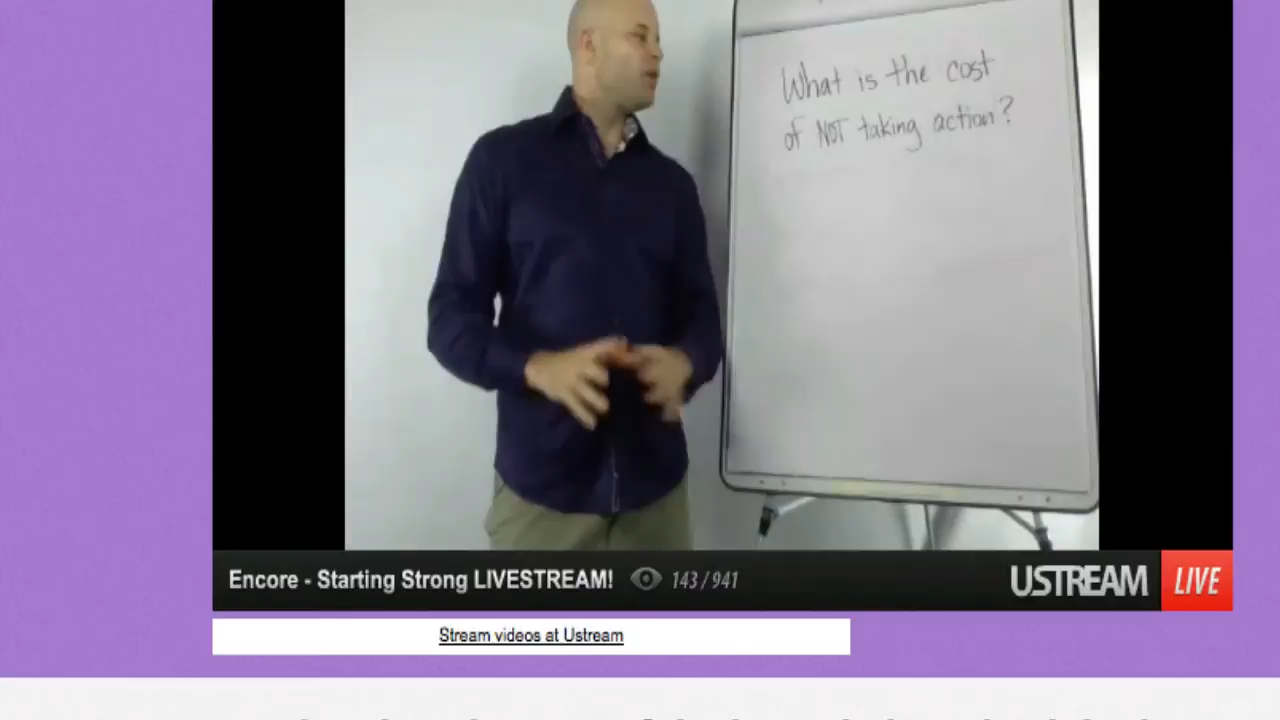 What is the cost
of NOT taking action?
Encore - Starting Strong LIVESTREAM! 143 / 941
USTREAM LIVE
Stream videos at Ustream